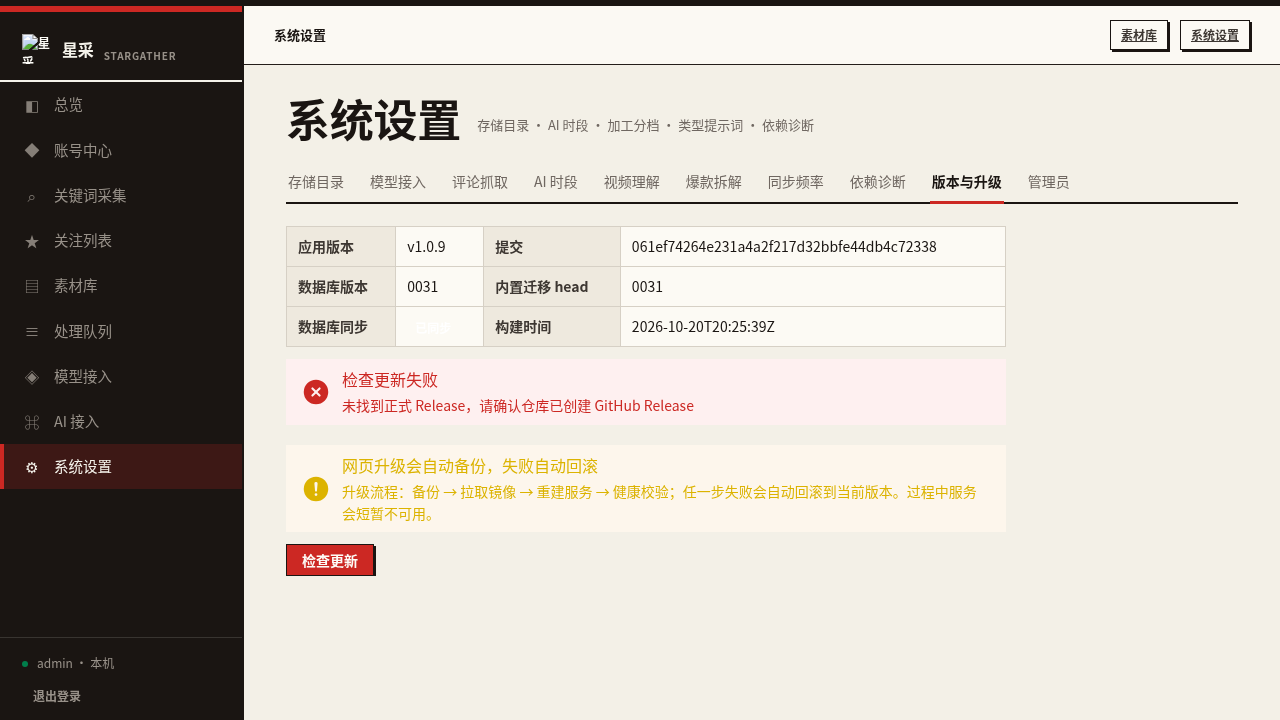 星采
星采 STARGATHER
系统设置
素材库
系统设置
总览
账号中心
关键词采集
关注列表
素材库
处理队列
模型接入
AI 接入
系统设置
admin · 本机
退出登录
系统设置
存储目录 · AI 时段 · 加工分档 · 类型提示词 · 依赖诊断
存储目录 模型接入 评论抓取 AI 时段 视频理解 爆款拆解 同步频率 依赖诊断 版本与升级 管理员
应用版本 v1.0.9 提交 061ef74264e231a4a2f217d32bbfe44db4c72338
数据库版本 0031 内置迁移 head 0031
数据库同步 已同步 构建时间 2026-10-20T20:25:39Z
检查更新失败
未找到正式 Release，请确认仓库已创建 GitHub Release
网页升级会自动备份，失败自动回滚
升级流程：备份 → 拉取镜像 → 重建服务 → 健康校验；任一步失败会自动回滚到当前版本。过程中服务
会短暂不可用。
检查更新